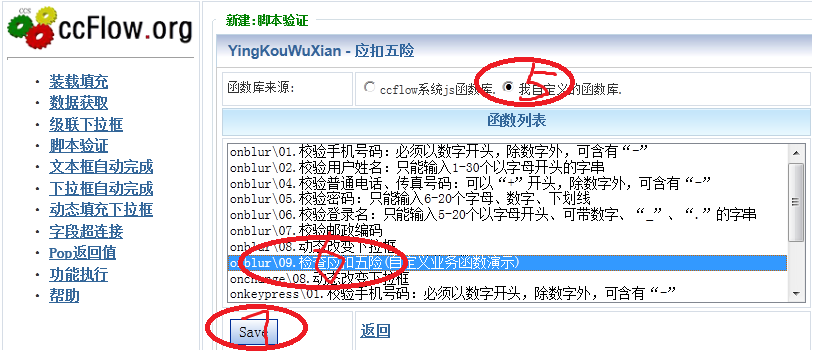 CCS
ccFlow.org
装载填充
数据获取
级联下拉框
脚本验证
文本框自动完成
下拉框自动完成
动态填充下拉框
字段超连接
Pop返回值
功能执行
帮助
新建:脚本验证
YingKouWuXian - 应扣五险
函数库来源: ccflow系统js函数库. 我自定义的函数库.
5
函数列表
onblur\01.校验手机号码：必须以数字开头，除数字外，可含有“-”
onblur\02.校验用户姓名：只能输入1-30个以字母开头的字串
onblur\04.校验普通电话、传真号码：可以“+”开头，除数字外，可含有“-”
onblur\05.校验密码：只能输入6-20个字母、数字、下划线
onblur\06.校验登录名：只能输入5-20个以字母开头、可带数字、“_”、“.”的字串
onblur\07.校验邮政编码
onblur\08.动态改变下拉框
onblur\09.检查应扣五险(自定义业务函数演示)
6
onchange\08.动态改变下拉框
onkeypress\01.校验手机号码：必须以数字开头，除数字外，可含有“-”
Save 返回
7